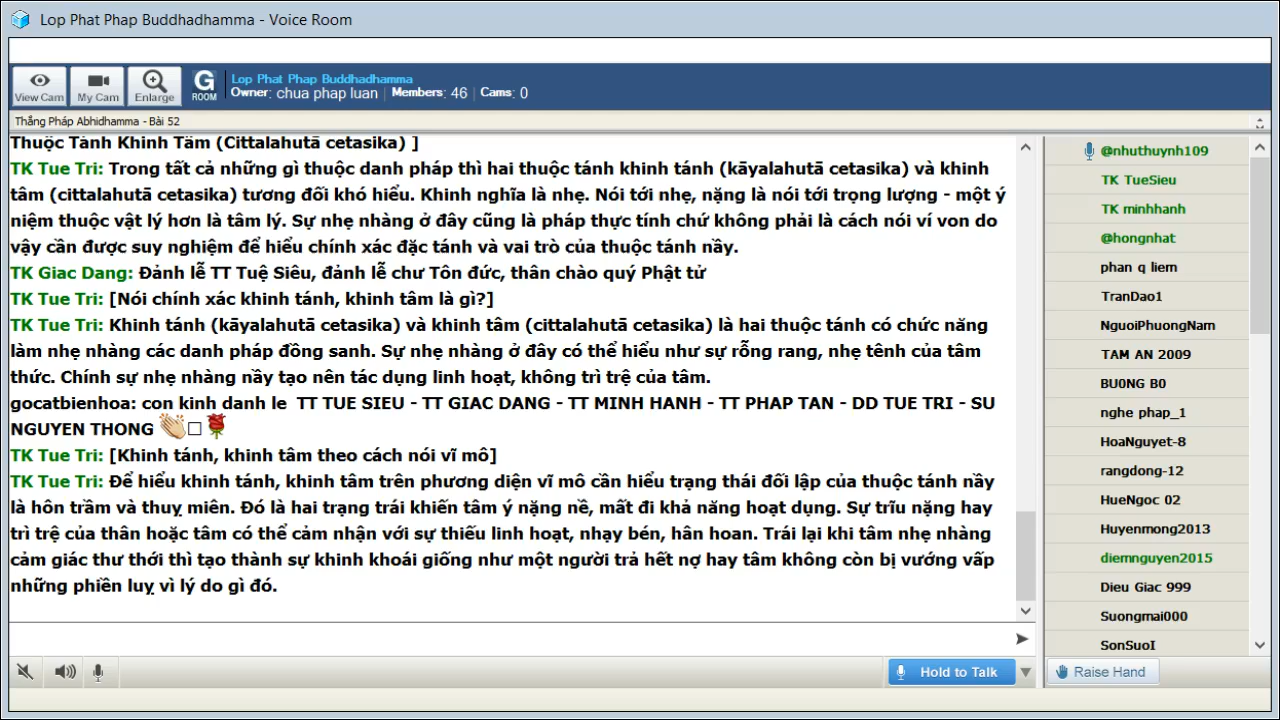 Lop Phat Phap Buddhadhamma - Voice Room
View Cam
My Cam
Enlarge
G ROOM
Lop Phat Phap Buddhadhamma
Owner: chua phap luan | Members: 46 | Cams: 0
Thắng Pháp Abhidhamma - Bài 52
Thuộc Tánh Khinh Tâm (Cittalahutā cetasika) ]
TK Tue Tri: Trong tất cả những gì thuộc danh pháp thì hai thuộc tánh khinh tánh (kāyalahutā cetasika) và khinh
tâm (cittalahutā cetasika) tương đối khó hiểu. Khinh nghĩa là nhẹ. Nói tới nhẹ, nặng là nói tới trọng lượng - một ý
niệm thuộc vật lý hơn là tâm lý. Sự nhẹ nhàng ở đây cũng là pháp thực tính chứ không phải là cách nói ví von do
vậy cần được suy nghiệm để hiểu chính xác đặc tánh và vai trò của thuộc tánh nầy.
TK Giac Dang: Đảnh lễ TT Tuệ Siêu, đảnh lễ chư Tôn đức, thân chào quý Phật tử
TK Tue Tri: [Nói chính xác khinh tánh, khinh tâm là gì?]
TK Tue Tri: Khinh tánh (kāyalahutā cetasika) và khinh tâm (cittalahutā cetasika) là hai thuộc tánh có chức năng
làm nhẹ nhàng các danh pháp đồng sanh. Sự nhẹ nhàng ở đây có thể hiểu như sự rỗng rang, nhẹ tênh của tâm
thức. Chính sự nhẹ nhàng nầy tạo nên tác dụng linh hoạt, không trì trệ của tâm.
gocatbienhoa: con kinh danh le TT TUE SIEU - TT GIAC DANG - TT MINH HANH - TT PHAP TAN - DD TUE TRI - SU
NGUYEN THONG
TK Tue Tri: [Khinh tánh, khinh tâm theo cách nói vĩ mô]
TK Tue Tri: Để hiểu khinh tánh, khinh tâm trên phương diện vĩ mô cần hiểu trạng thái đối lập của thuộc tánh nầy
là hôn trầm và thuỵ miên. Đó là hai trạng trái khiến tâm ý nặng nề, mất đi khả năng hoạt dụng. Sự trĩu nặng hay
trì trệ của thân hoặc tâm có thể cảm nhận với sự thiếu linh hoạt, nhạy bén, hân hoan. Trái lại khi tâm nhẹ nhàng
cảm giác thư thới thì tạo thành sự khinh khoái giống như một người trả hết nợ hay tâm không còn bị vướng vấp
những phiền luỵ vì lý do gì đó.
Hold to Talk
@nhuthuynh109
TK TueSieu
TK minhhanh
@hongnhat
phan q liem
TranDao1
NguoiPhuongNam
TAM AN 2009
BU0NG B0
nghe phap_1
HoaNguyet-8
rangdong-12
HueNgoc 02
Huyenmong2013
diemnguyen2015
Dieu Giac 999
Suongmai000
SonSuoI
Raise Hand